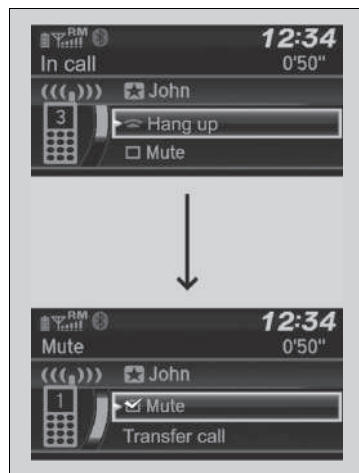 RM 12:34
In call 0'50"
John
3 Hang up
Mute
RM 12:34
Mute 0'50"
John
1 Mute
Transfer call